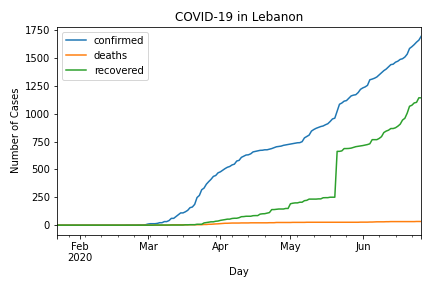 COVID-19 in Lebanon
confirmed
deaths
recovered
Number of Cases
1750
1500
1250
1000
750
500
250
0
Feb
2020
Mar
Apr
May
Jun
Day